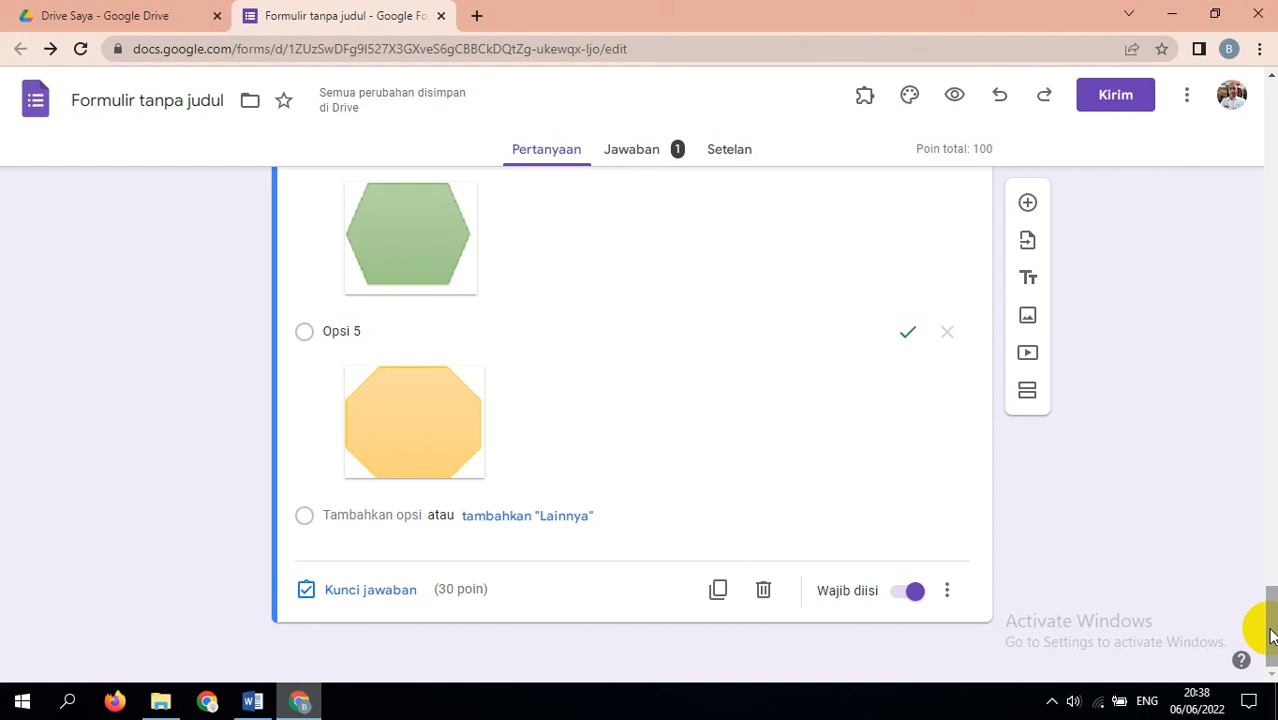 Drive Saya - Google Drive
Formulir tanpa judul - Google Fo
docs.google.com/forms/d/1ZUzSwDFg9I527X3GXveS6gCBBCkDQtZg-ukewqx-ljo/edit
B
Formulir tanpa judul
Semua perubahan disimpan
di Drive
Kirim
Pertanyaan
Jawaban 1
Setelan
Poin total: 100
Opsi 5
Tambahkan opsi atau tambahkan "Lainnya"
Kunci jawaban (30 poin)
Wajib diisi
Activate Windows
Go to Settings to activate Windows.
ENG
20:38
06/06/2022